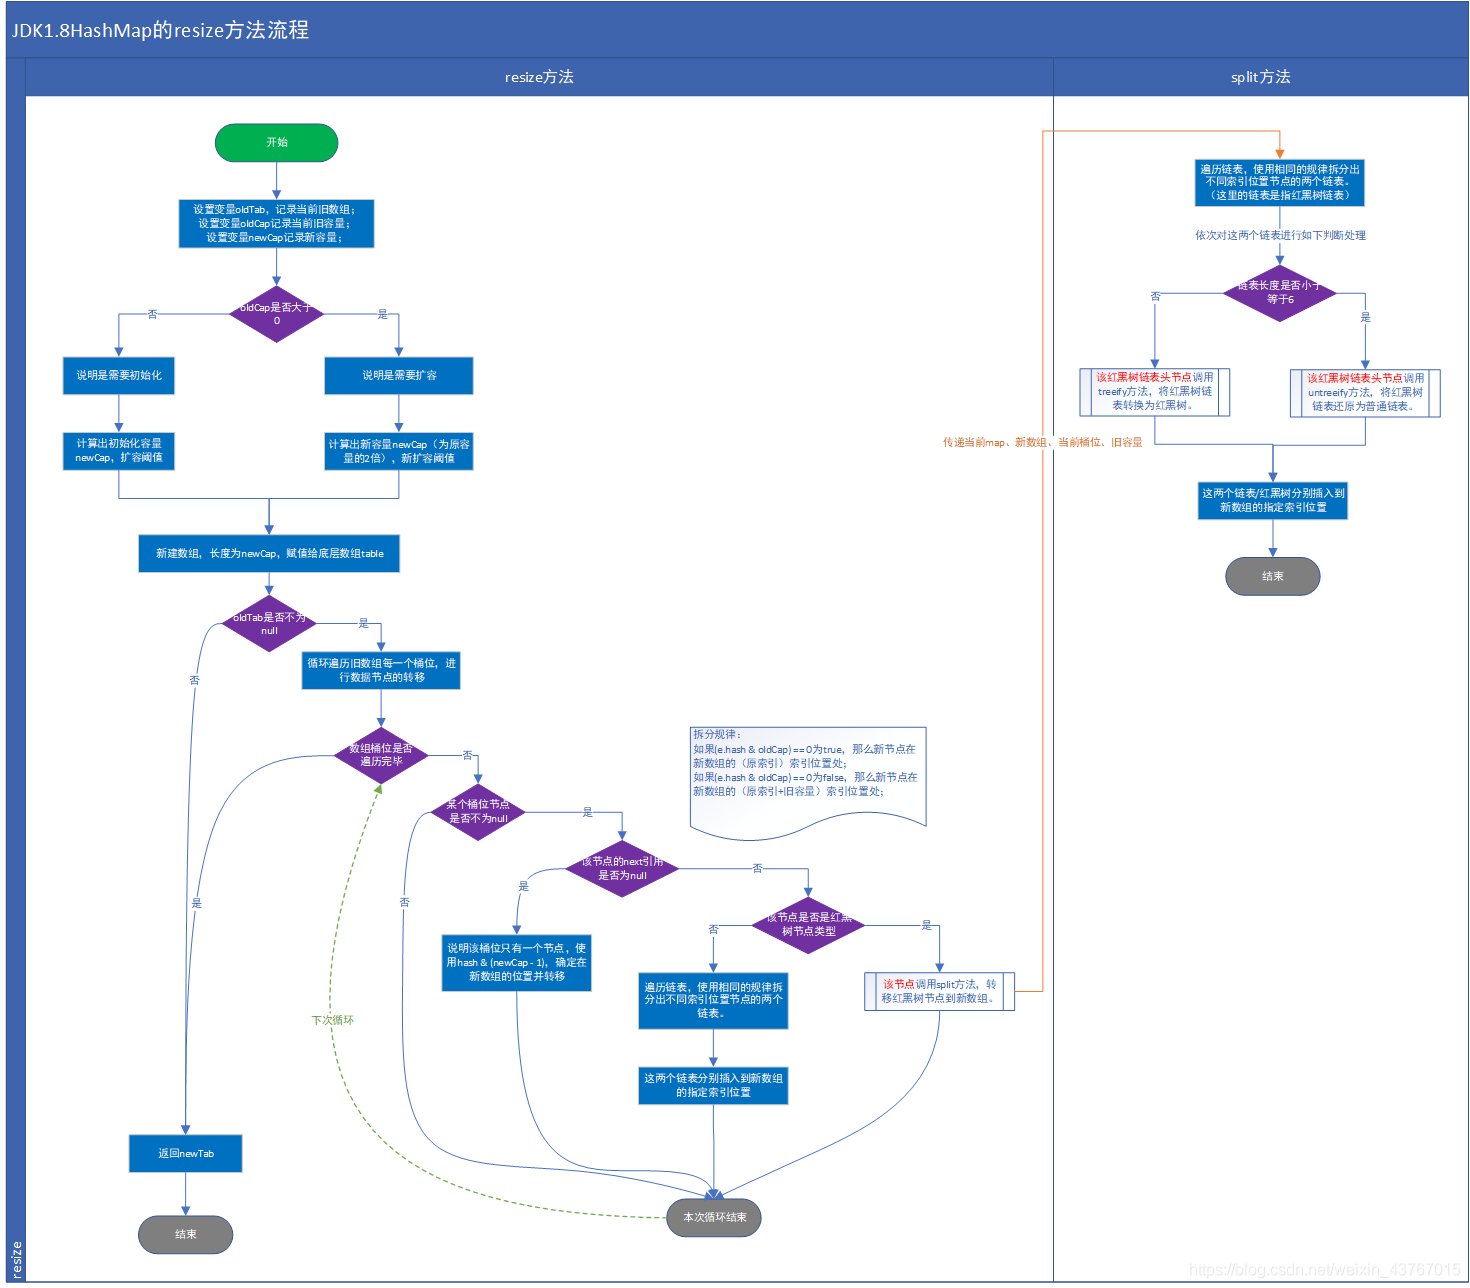 JDK1.8HashMap的resize方法流程
resize方法
split方法
开始
设置变量oldTab，记录当前旧数组；
设置变量oldCap记录当前旧容量；
设置变量newCap记录新容量；
oldCap是否大于
0
否
是
说明是需要初始化
说明是需要扩容
计算出初始化容量
newCap，扩容阈值
计算出新容量newCap（为原容
量的2倍），新扩容阈值
新建数组，长度为newCap，赋值给底层数组table
oldTab是否不为
null
否
是
循环遍历旧数组每一个桶位，进
行数据节点的转移
数组桶位是否
遍历完毕
是
否
某个桶位节点
是否不为null
否
是
拆分规律：
如果(e.hash & oldCap) == 0为true，那么新节点在
新数组的（原索引）索引位置处；
如果(e.hash & oldCap) == 0为false，那么新节点在
新数组的（原索引+旧容量）索引位置处；
该节点的next引用
是否为null
是
否
说明该桶位只有一个节点，使
用hash & (newCap - 1)，确定在
新数组的位置并转移
该节点是否是红黑
树节点类型
否
是
遍历链表，使用相同的规律拆
分出不同索引位置节点的两个
链表。
该节点调用split方法，转
移红黑树节点到新数组。
这两个链表分别插入到新数组
的指定索引位置
下次循环
本次循环结束
返回newTab
结束
传递当前map、新数组、当前桶位、旧容量
遍历链表，使用相同的规律拆分出
不同索引位置节点的两个链表。
（这里的链表是指红黑树链表）
依次对这两个链表进行如下判断处理
链表长度是否小于
等于6
否
是
该红黑树链表头节点调用
treeify方法，将红黑树链
表转换为红黑树。
该红黑树链表头节点调用
untreeify方法，将红黑树
链表还原为普通链表。
这两个链表/红黑树分别插入到
新数组的指定索引位置
结束
resize
https://blog.csdn.net/weixin_43767015